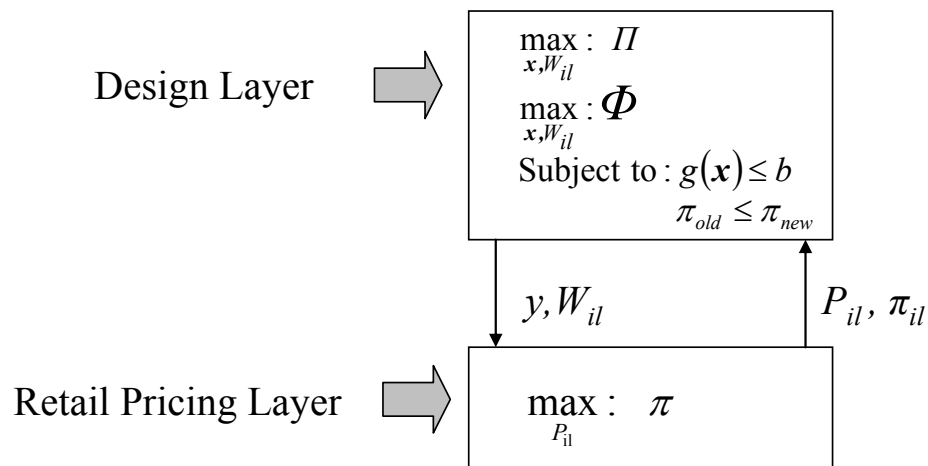 max : Π
x,W_il
Design Layer
max : Φ
x,W_il
Subject to : g(x) ≤ b
π_old ≤ π_new
y, W_il
P_il, π_il
Retail Pricing Layer
max : π
P_il